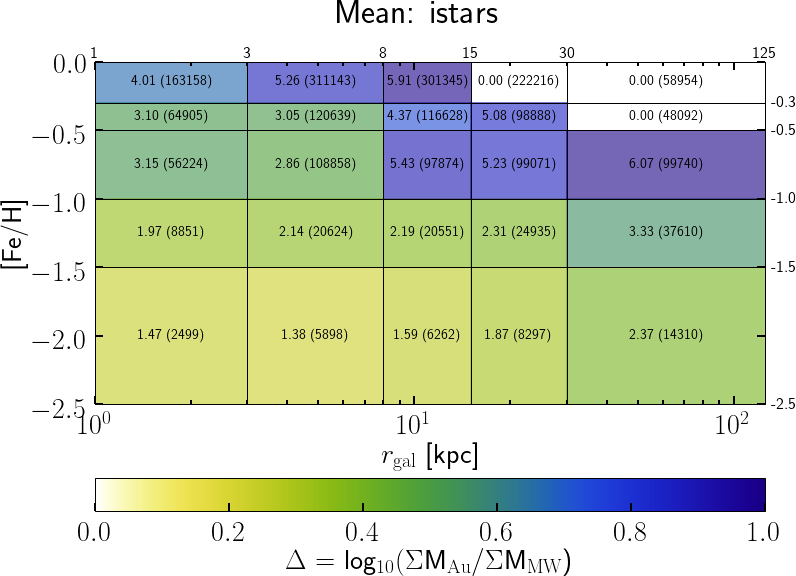 Mean: istars
1 3 8 15 30 125
0.0
4.01 (163158) 5.26 (311143) 5.91 (301345) 0.00 (222216) 0.00 (58954)
-0.3
3.10 (64905) 3.05 (120639) 4.37 (116628) 5.08 (98888) 0.00 (48092)
−0.5 -0.5
3.15 (56224) 2.86 (108858) 5.43 (97874) 5.23 (99071) 6.07 (99740)
−1.0 -1.0
1.97 (8851) 2.14 (20624) 2.19 (20551) 2.31 (24935) 3.33 (37610)
[Fe/H]
−1.5 -1.5
1.47 (2499) 1.38 (5898) 1.59 (6262) 1.87 (8297) 2.37 (14310)
−2.0
−2.5 -2.5
10⁰ 10¹ 10²
r_gal [kpc]
0.0 0.2 0.4 0.6 0.8 1.0
Δ = log₁₀(ΣM_Au/ΣM_MW)